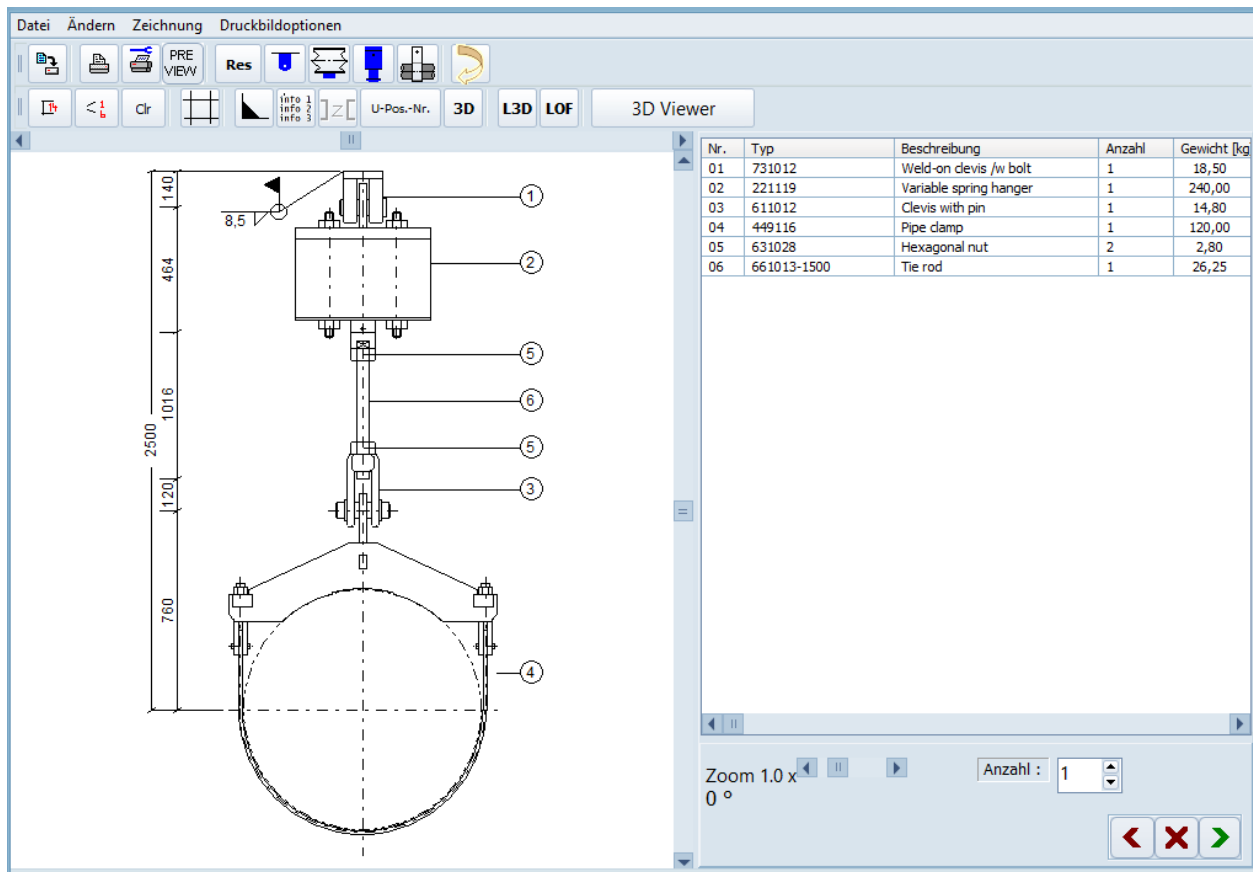 Datei Ändern Zeichnung Druckbildoptionen
PRE
VIEW
Res
Clr
info 1
info 2
info 3
]z[
U-Pos.-Nr.
3D
L3D
LOF
3D Viewer
Nr. Typ Beschreibung Anzahl Gewicht [kg
01 731012 Weld-on clevis /w bolt 1 18,50
02 221119 Variable spring hanger 1 240,00
03 611012 Clevis with pin 1 14,80
04 449116 Pipe clamp 1 120,00
05 631028 Hexagonal nut 2 2,80
06 661013-1500 Tie rod 1 26,25
140
8,5
1
464
2
5
1016
6
2500
5
120
3
760
4
Zoom 1.0 x
0 °
Anzahl :
1